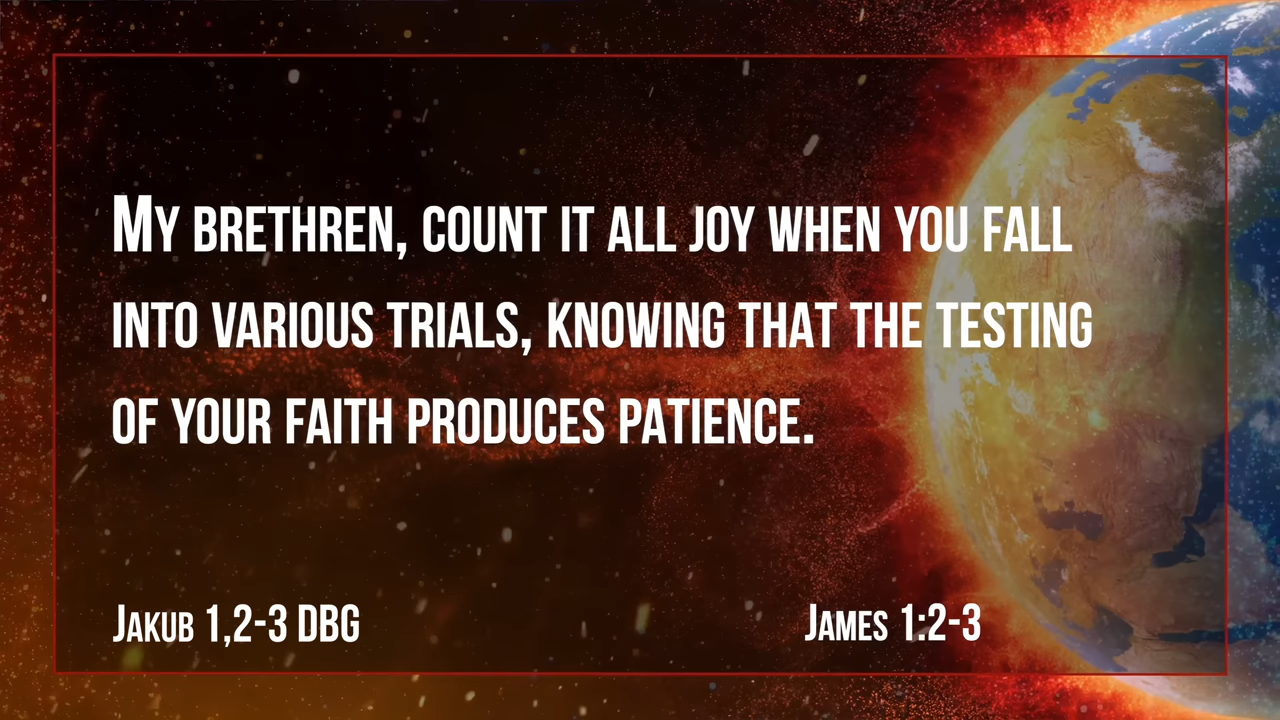 My brethren, count it all joy when you fall
into various trials, knowing that the testing
of your faith produces patience.
Jakub 1,2-3 DBG
James 1:2-3